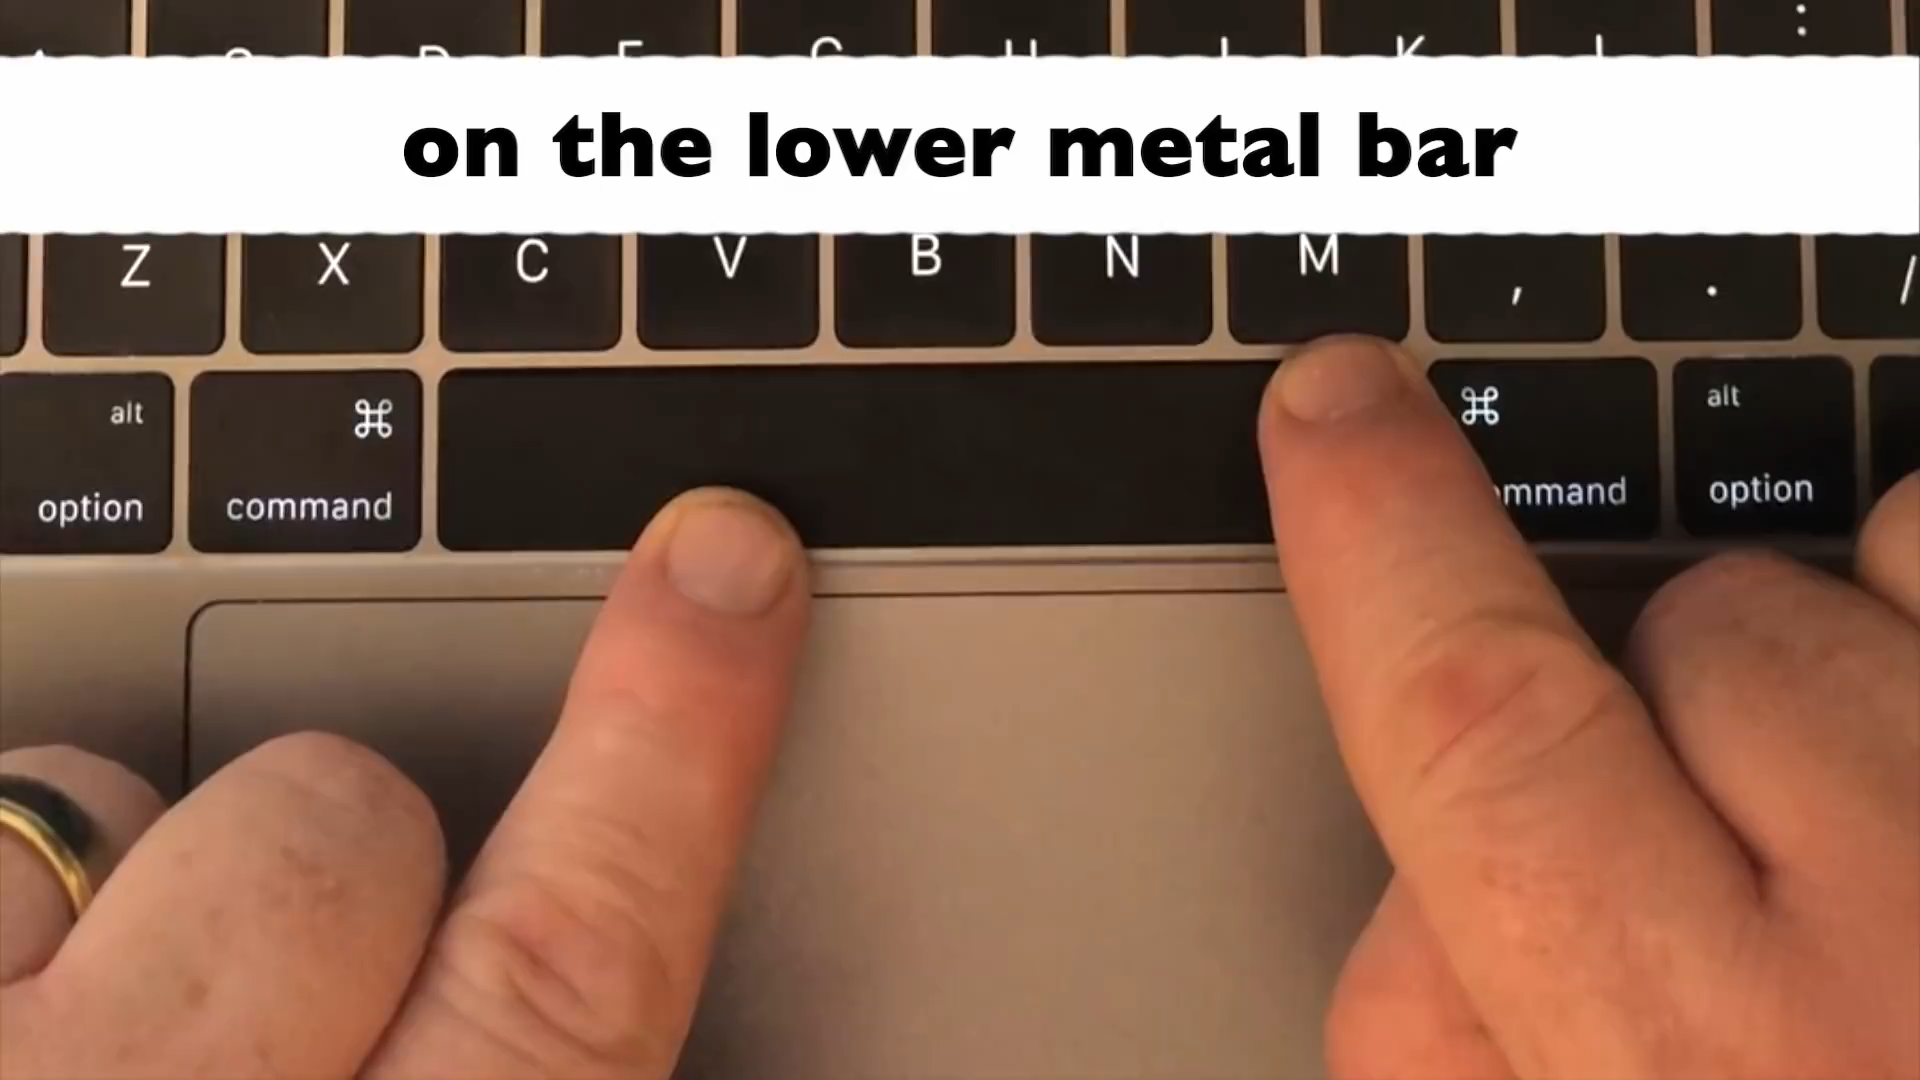 on the lower metal bar
Z X C V B N M , . /
alt ⌘ ⌘ alt
option command mmand option